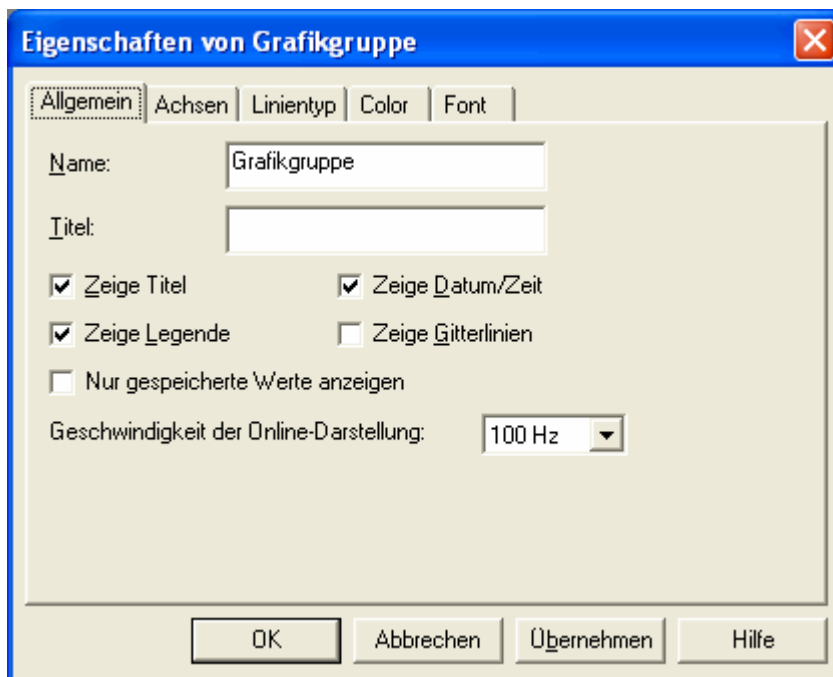 Eigenschaften von Grafikgruppe
Allgemein Achsen Linientyp Color Font
Name: Grafikgruppe
Titel:
Zeige Titel Zeige Datum/Zeit
Zeige Legende Zeige Gitterlinien
Nur gespeicherte Werte anzeigen
Geschwindigkeit der Online-Darstellung: 100 Hz
OK Abbrechen Übernehmen Hilfe